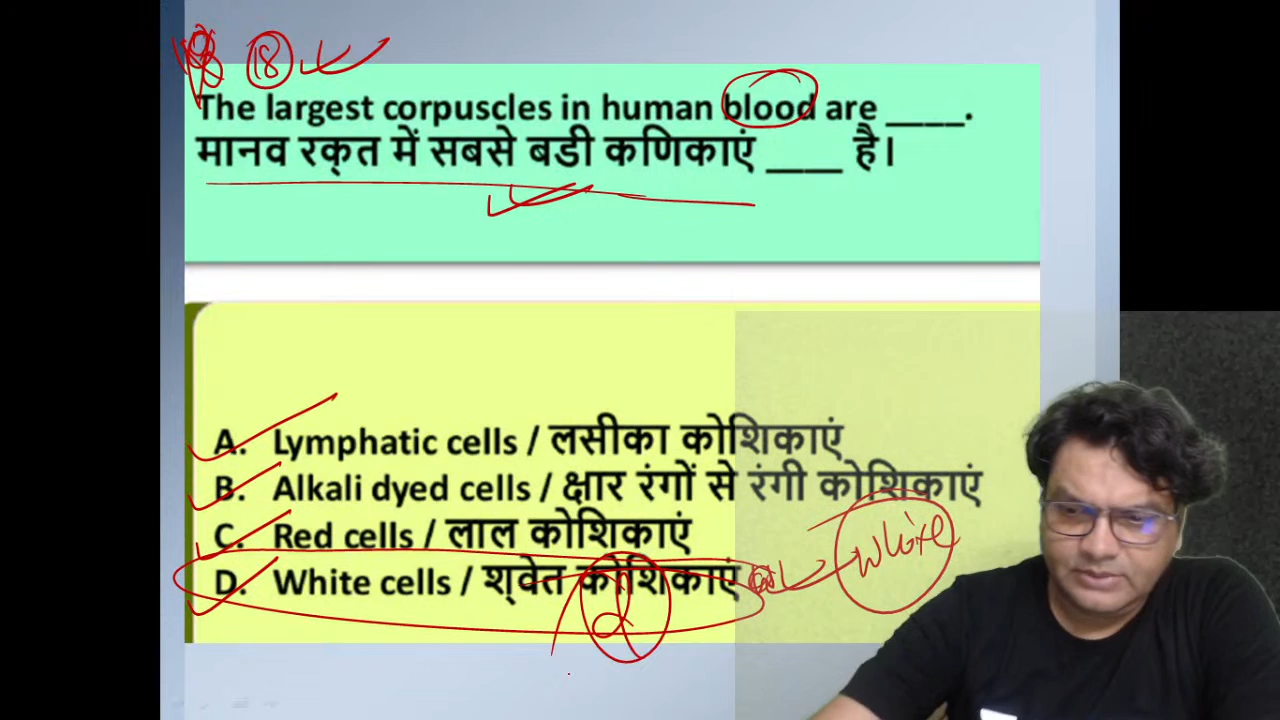 18
The largest corpuscles in human blood are ____.
मानव रक्त में सबसे बडी कणिकाएं ____ है।
A. Lymphatic cells / लसीका कोशिकाएं
B. Alkali dyed cells / क्षार रंगों से रंगी कोशिकाएं
C. Red cells / लाल कोशिकाएं
D. White cells / श्वेत कोशिकाएं
white
d